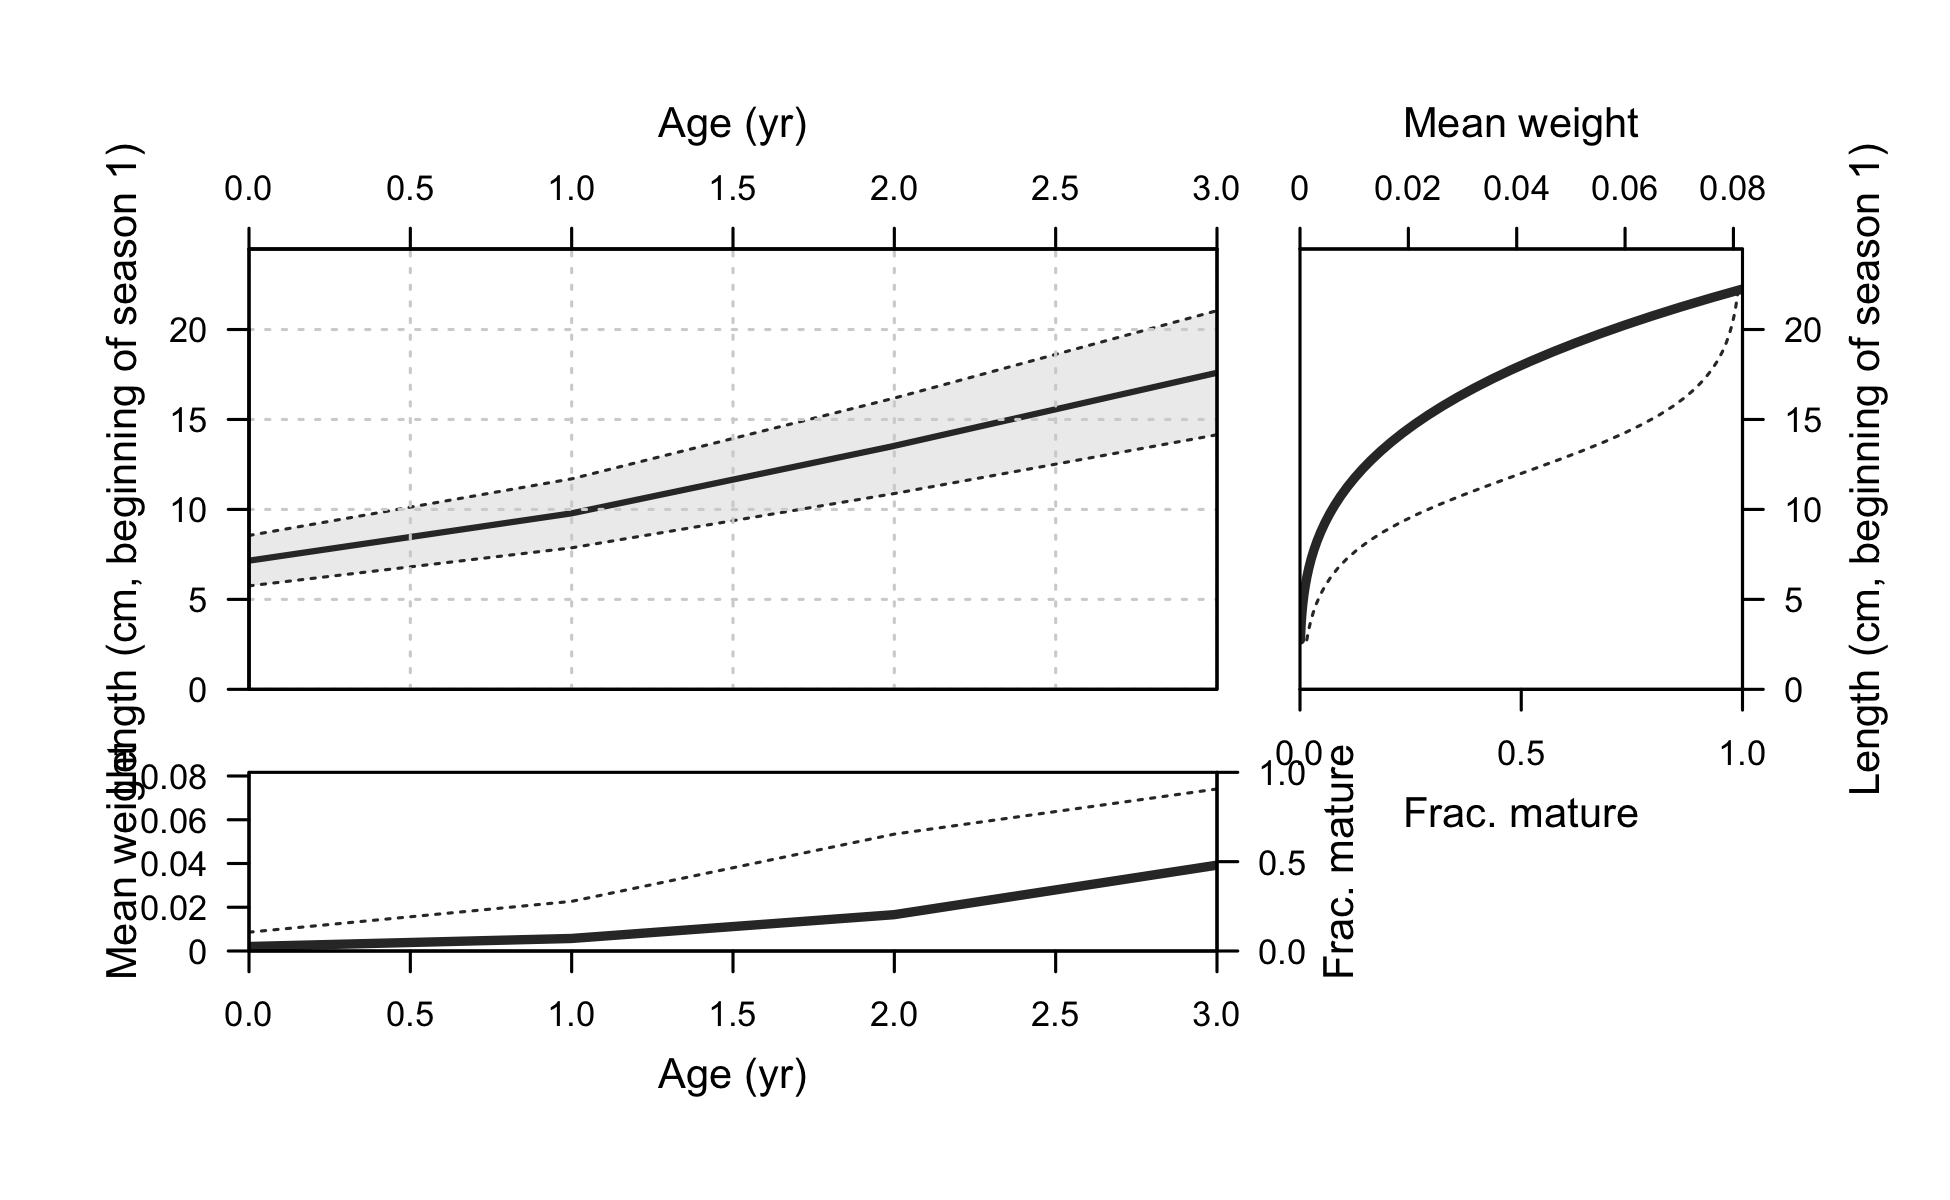 Age (yr)
Mean weight
0.0 0.5 1.0 1.5 2.0 2.5 3.0
0 0.02 0.04 0.06 0.08
Length (cm, beginning of season 1)
20
15
10
5
0
20
15
10
5
0
Length (cm, beginning of season 1)
0.0 0.5 1.0
Frac. mature
Mean weight
0.08
0.06
0.04
0.02
0
1.0
0.5
0.0
Frac. mature
0.0 0.5 1.0 1.5 2.0 2.5 3.0
Age (yr)